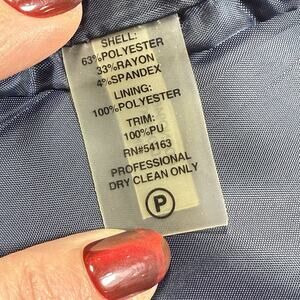 SHELL:
63%POLYESTER
33%RAYON
4%SPANDEX
LINING:
100%POLYESTER
TRIM:
100%PU
RN#54163
PROFESSIONAL
DRY CLEAN ONLY
P